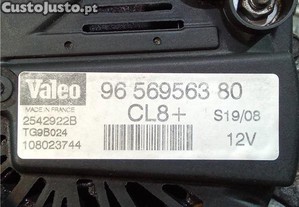 CustoJusto.pt
Valeo
MADE IN FRANCE
2542922B
TG9B024
108023744
96 569563 80
CL8+
S19/08
12V